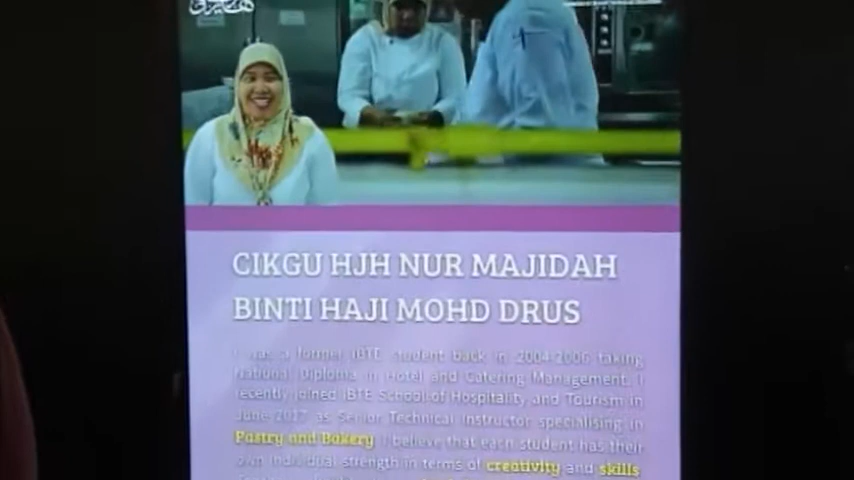 CIKGU HJH NUR MAJIDAH
BINTI HAJI MOHD DRUS
I was a former IBTE student back in 2004-2006 taking
National Diploma in Hotel and Catering Management. I
recently joined IBTE School of Hospitality and Tourism in
June 2017 as Senior Technical Instructor specialising in
Pastry and Bakery. I believe that each student has their
own individual strength in terms of creativity and skills